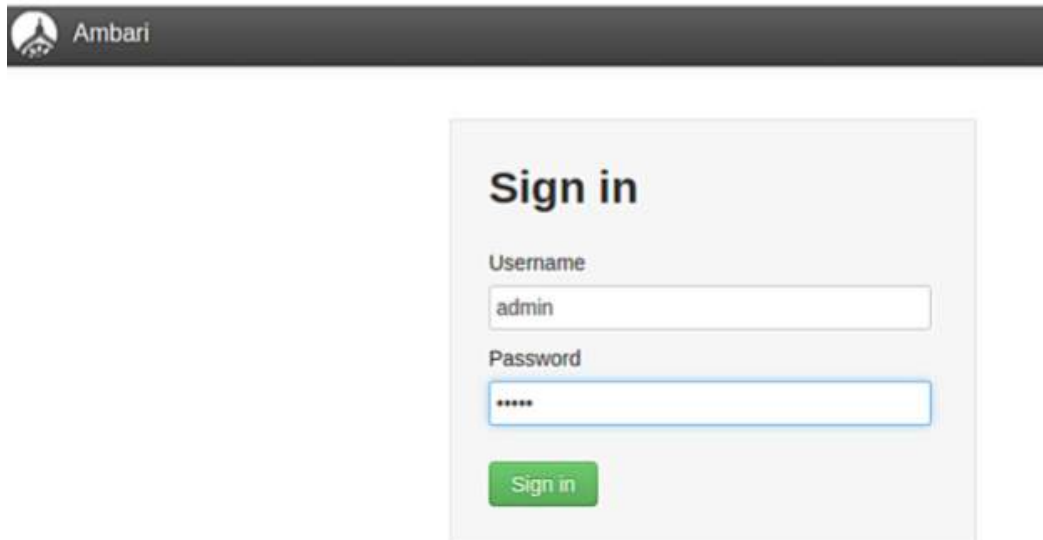 Ambari
Sign in
Username
admin
Password
•••••
Sign in